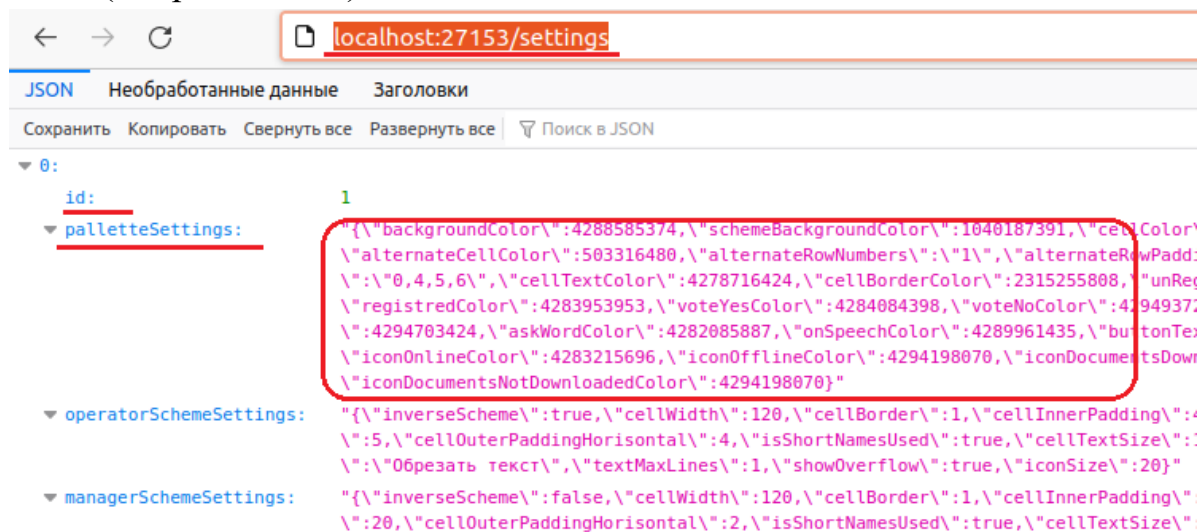 localhost:27153/settings
JSON Необработанные данные Заголовки
Сохранить Копировать Свернуть все Развернуть все Поиск в JSON
0:
id: 1
palletteSettings: "{\"backgroundColor\":4288585374,\"schemeBackgroundColor\":1040187391,\"cellColor\
\"alternateCellColor\":503316480,\"alternateRowNumbers\":\"1\",\"alternateRowPaddi
\":\"0,4,5,6\",\"cellTextColor\":4278716424,\"cellBorderColor\":2315255808,\"unReg
\"registredColor\":4283953953,\"voteYesColor\":4284084398,\"voteNoColor\":42949372
\":4294703424,\"askWordColor\":4282085887,\"onSpeechColor\":4289961435,\"buttonTex
\"iconOnlineColor\":4283215696,\"iconOfflineColor\":4294198070,\"iconDocumentsDown
\"iconDocumentsNotDownloadedColor\":4294198070}"
operatorSchemeSettings: "{\"inverseScheme\":true,\"cellWidth\":120,\"cellBorder\":1,\"cellInnerPadding\":4
\":5,\"cellOuterPaddingHorisontal\":4,\"isShortNamesUsed\":true,\"cellTextSize\":1
\":\"Обрезать текст\",\"textMaxLines\":1,\"showOverflow\":true,\"iconSize\":20}"
managerSchemeSettings: "{\"inverseScheme\":false,\"cellWidth\":120,\"cellBorder\":1,\"cellInnerPadding\":
\":20,\"cellOuterPaddingHorisontal\":2,\"isShortNamesUsed\":true,\"cellTextSize\":